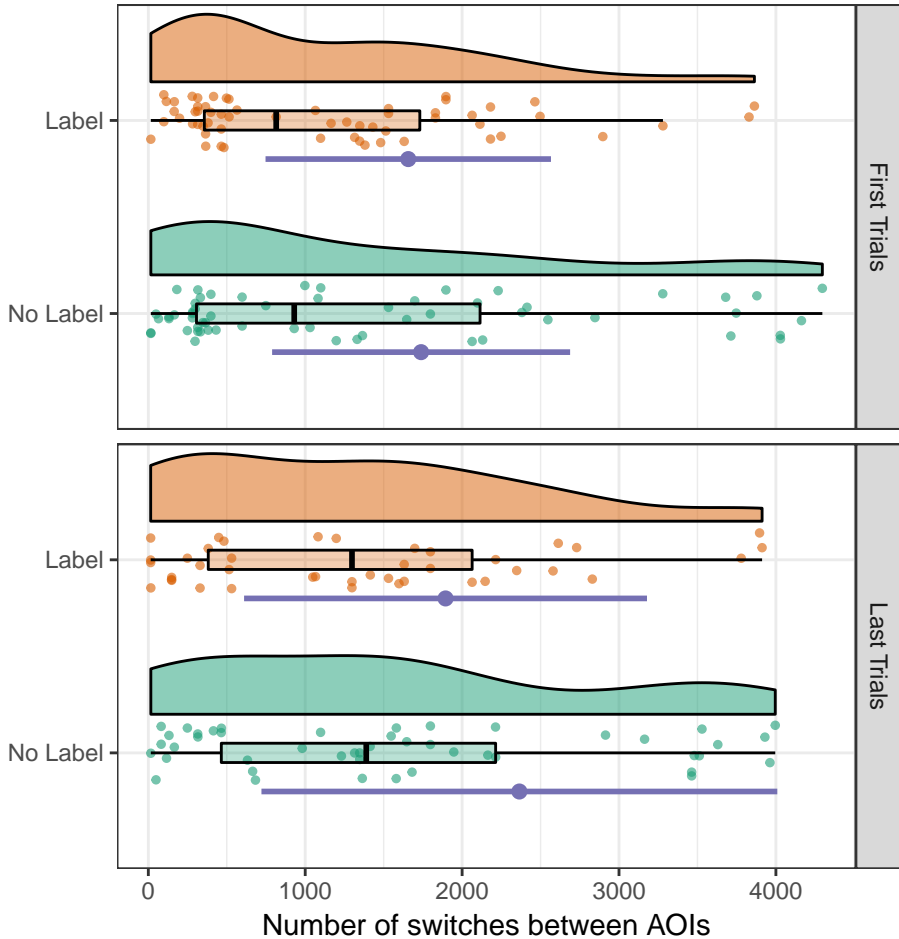 Label
No Label
First Trials
Label
No Label
Last Trials
0 1000 2000 3000 4000
Number of switches between AOIs